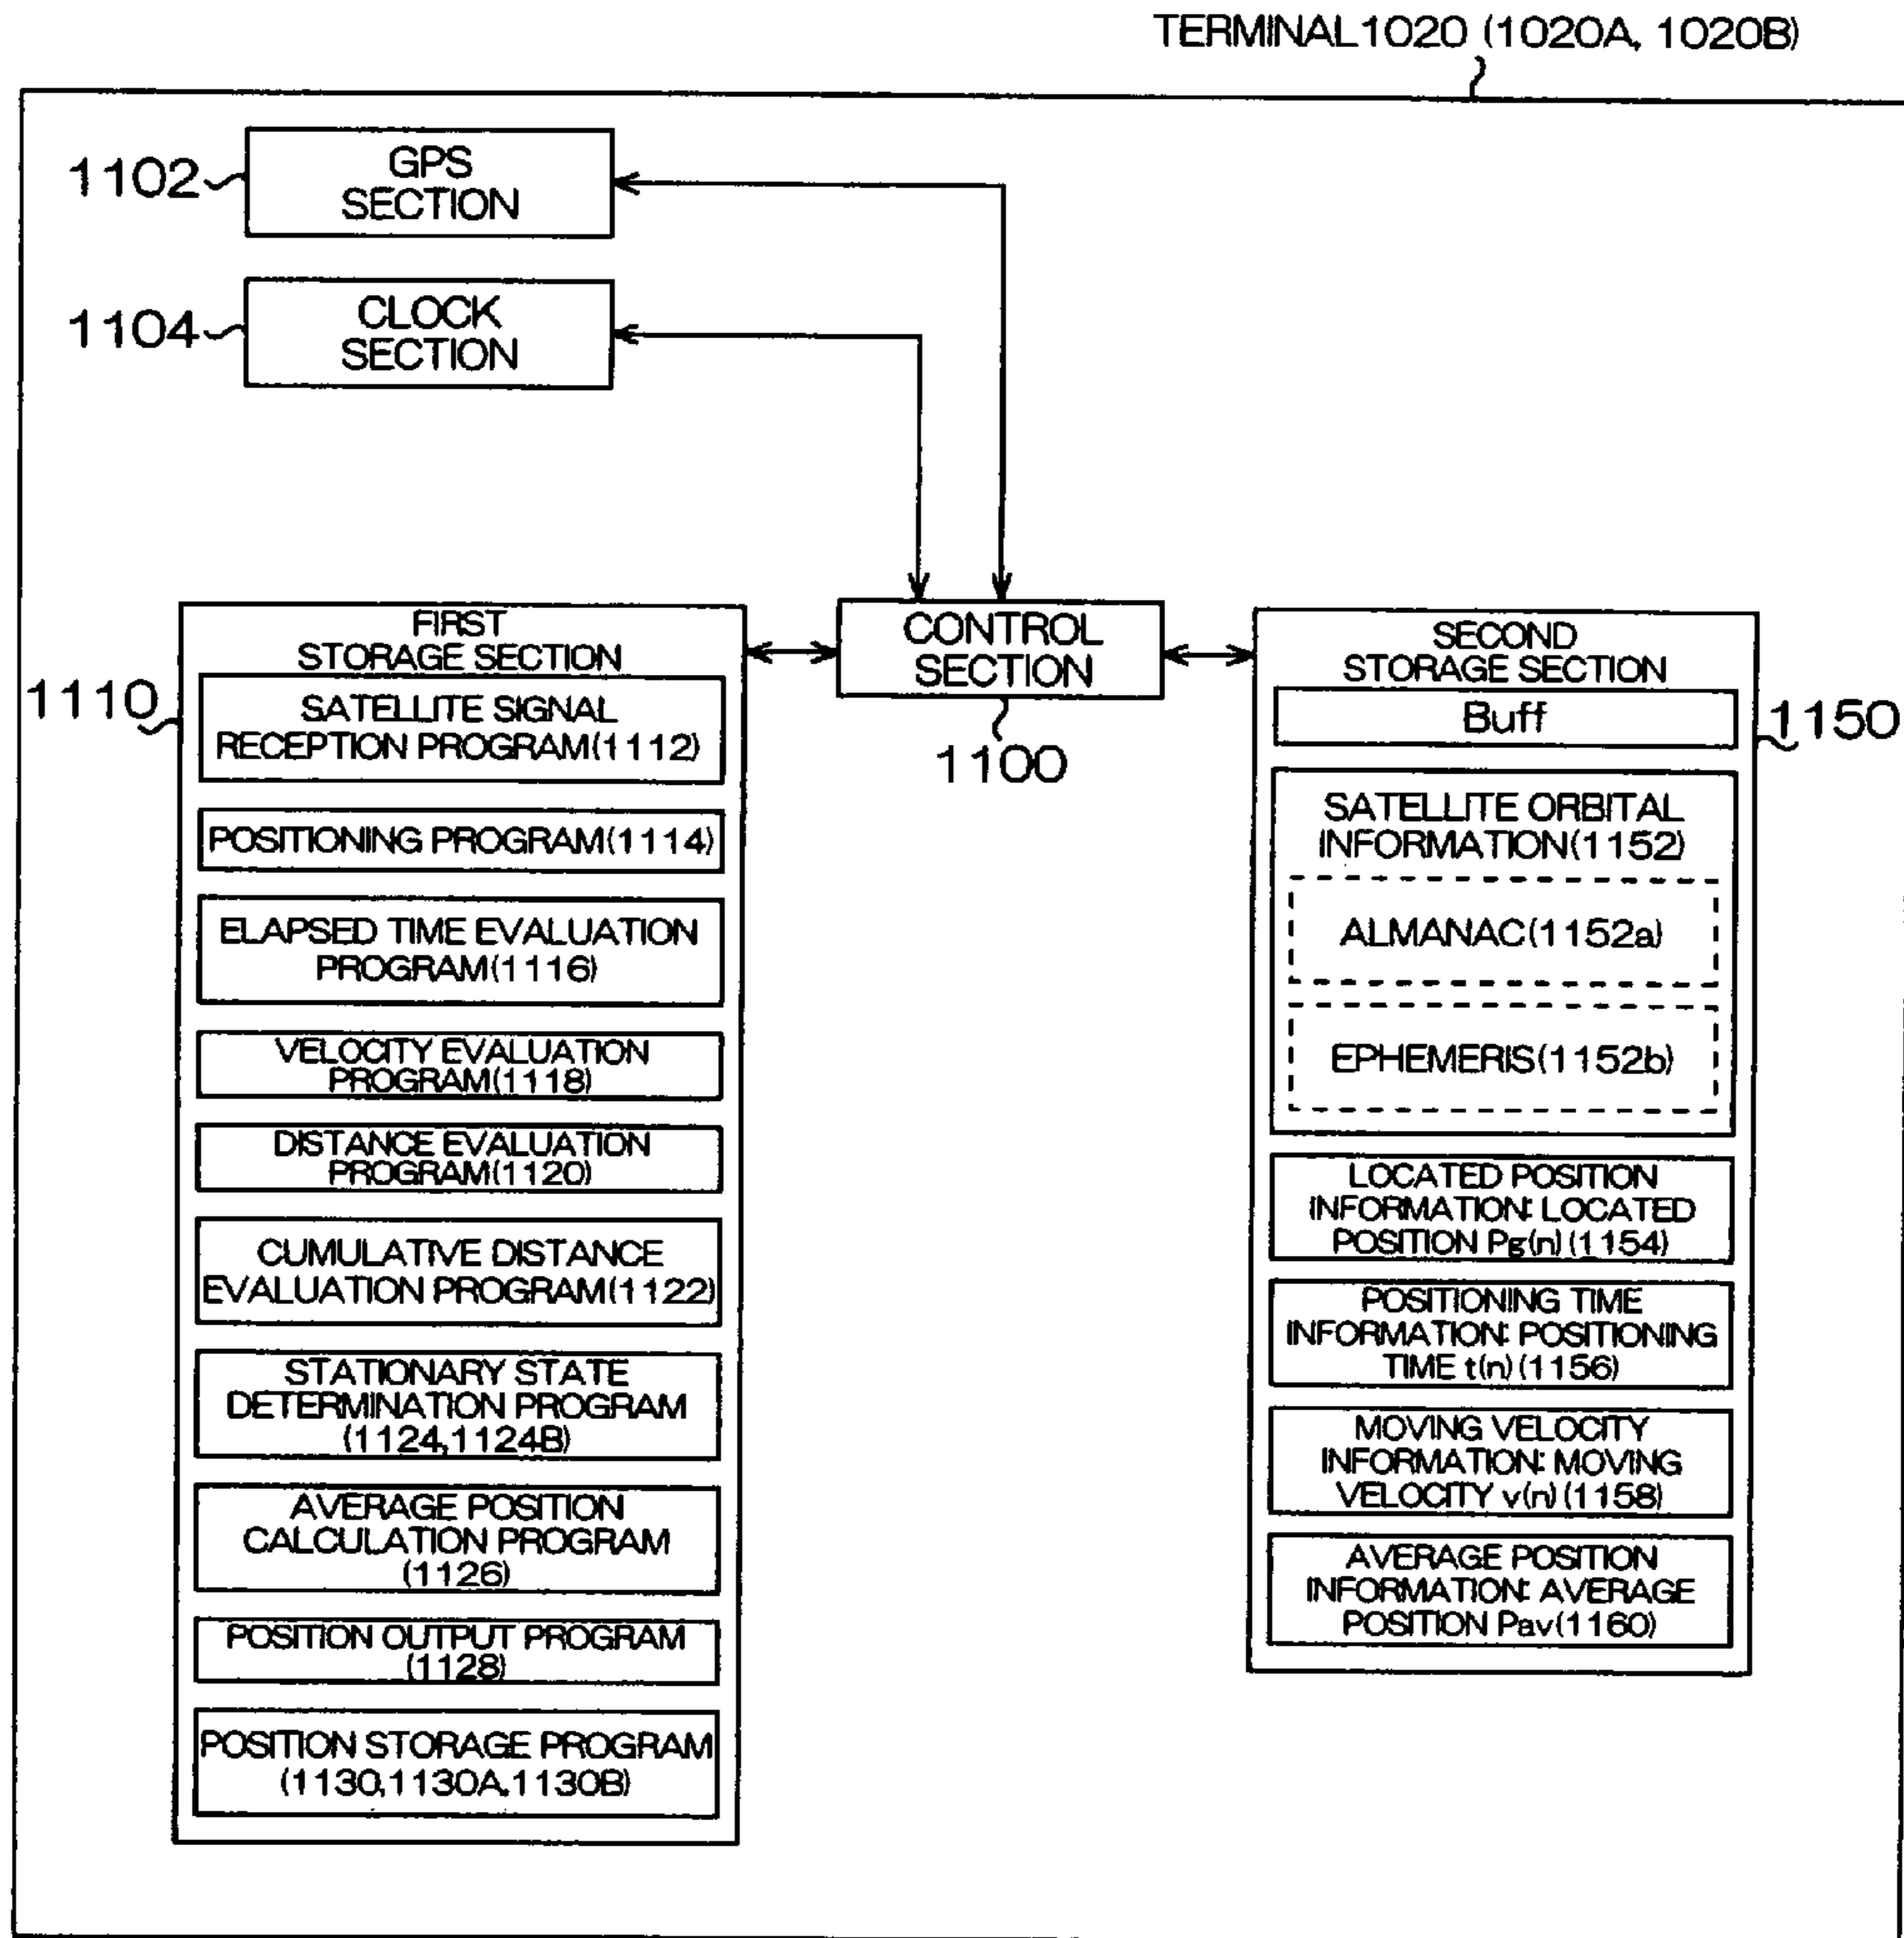 TERMINAL1020 (1020A, 1020B)
1102
GPS
SECTION
1104
CLOCK
SECTION
CONTROL
SECTION
1100
1110
FIRST
STORAGE SECTION
SATELLITE SIGNAL
RECEPTION PROGRAM(1112)
POSITIONING PROGRAM(1114)
ELAPSED TIME EVALUATION
PROGRAM(1116)
VELOCITY EVALUATION
PROGRAM(1118)
DISTANCE EVALUATION
PROGRAM(1120)
CUMULATIVE DISTANCE
EVALUATION PROGRAM(1122)
STATIONARY STATE
DETERMINATION PROGRAM
(1124,1124B)
AVERAGE POSITION
CALCULATION PROGRAM
(1126)
POSITION OUTPUT PROGRAM
(1128)
POSITION STORAGE PROGRAM
(1130,1130A,1130B)
SECOND
STORAGE SECTION
1150
Buff
SATELLITE ORBITAL
INFORMATION(1152)
ALMANAC(1152a)
EPHEMERIS(1152b)
LOCATED POSITION
INFORMATION: LOCATED
POSITION Pg(n)(1154)
POSITIONING TIME
INFORMATION: POSITIONING
TIME t(n)(1156)
MOVING VELOCITY
INFORMATION: MOVING
VELOCITY v(n)(1158)
AVERAGE POSITION
INFORMATION: AVERAGE
POSITION Pav(1160)